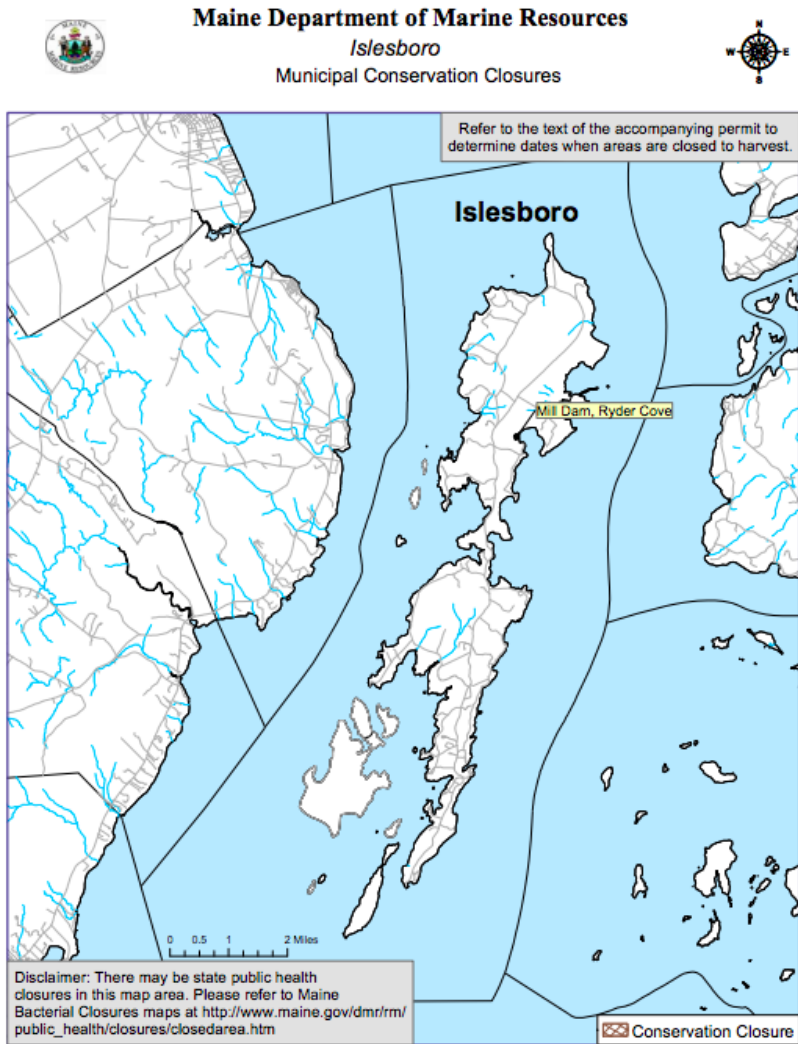 Maine Department of Marine Resources
Islesboro
Municipal Conservation Closures
N
W E
S
Refer to the text of the accompanying permit to
determine dates when areas are closed to harvest.
Islesboro
Mill Dam, Ryder Cove
0 0.5 1 2 Miles
Disclaimer: There may be state public health
closures in this map area. Please refer to Maine
Bacterial Closures maps at http://www.maine.gov/dmr/rm/
public_health/closures/closedarea.htm
Conservation Closure